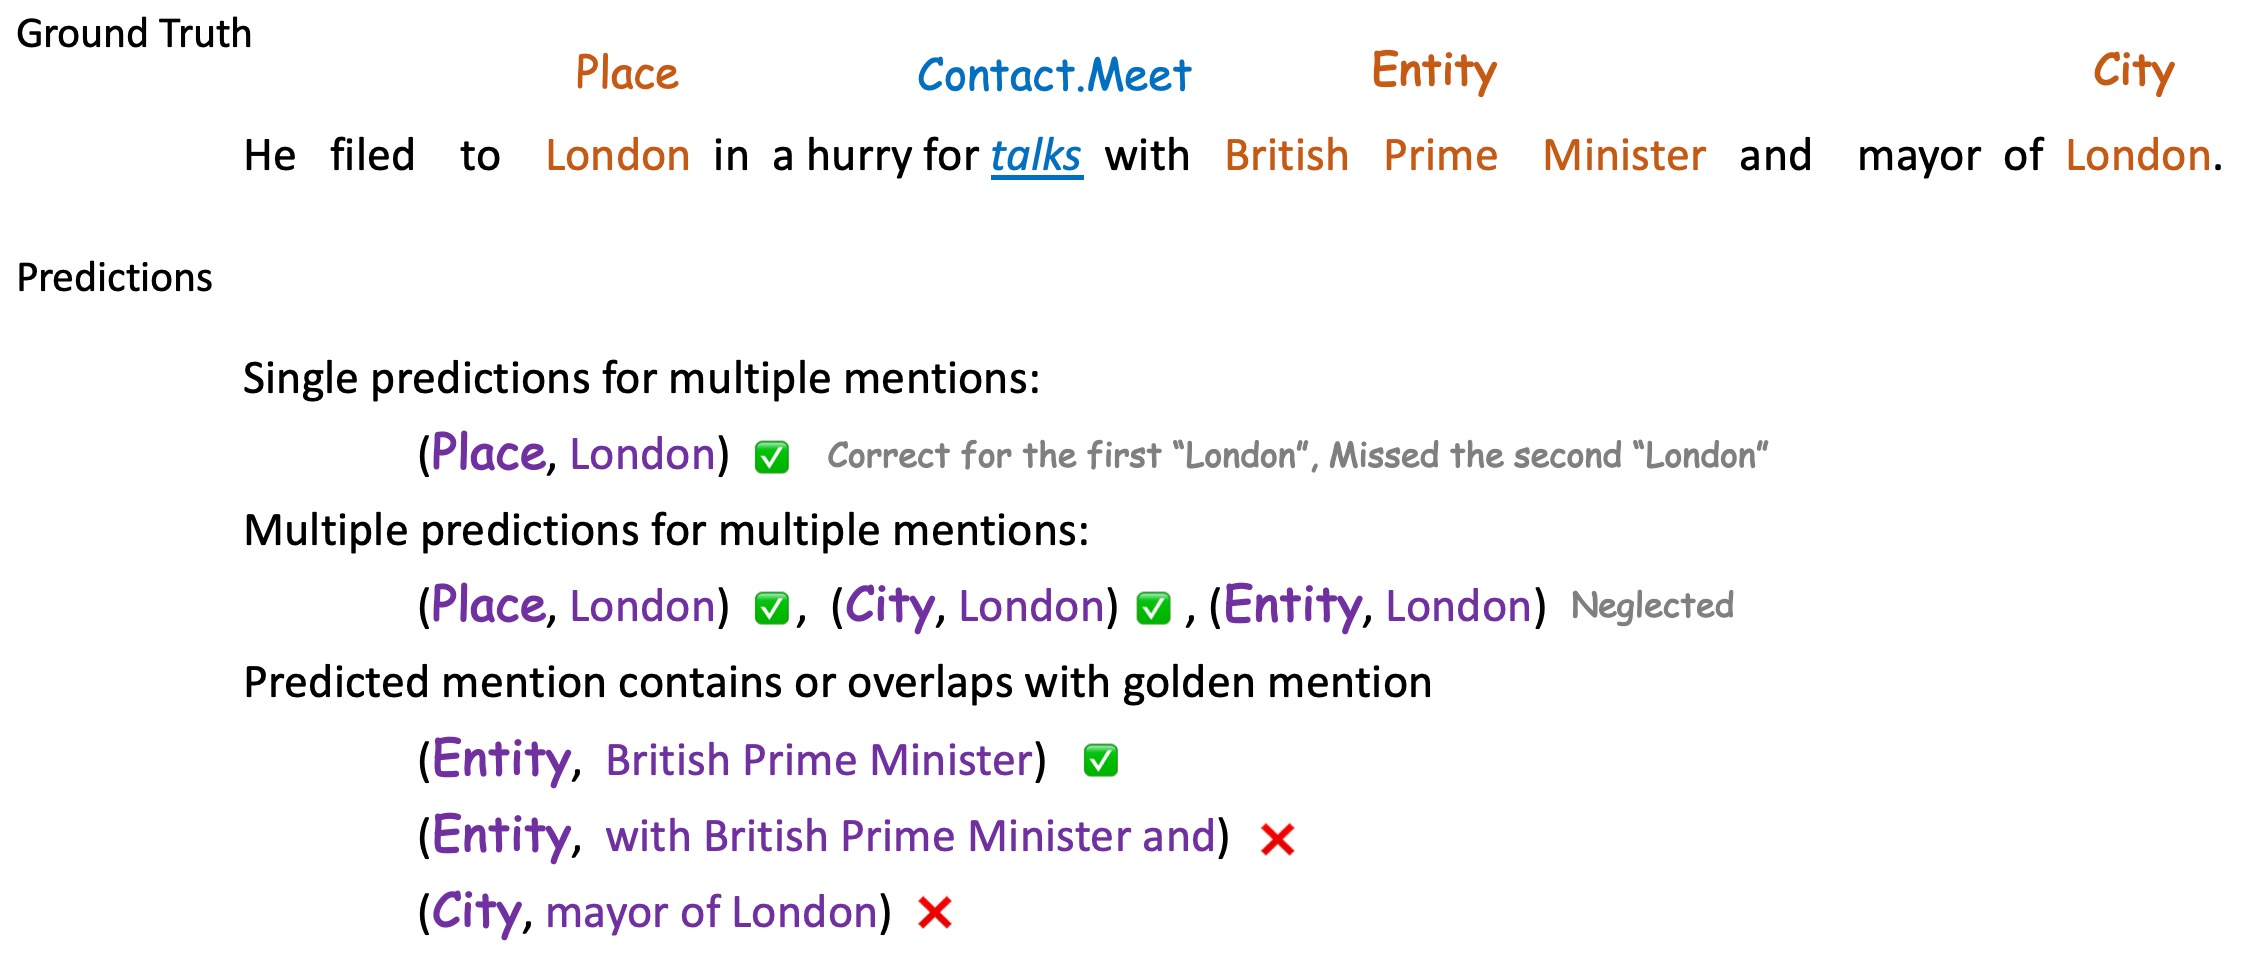 Ground Truth
Place Contact.Meet Entity City
He filed to London in a hurry for talks with British Prime Minister and mayor of London.
Predictions
Single predictions for multiple mentions:
(Place, London) ✅ Correct for the first “London”, Missed the second “London”
Multiple predictions for multiple mentions:
(Place, London) ✅, (City, London) ✅, (Entity, London) Neglected
Predicted mention contains or overlaps with golden mention
(Entity, British Prime Minister) ✅
(Entity, with British Prime Minister and) ❌
(City, mayor of London) ❌